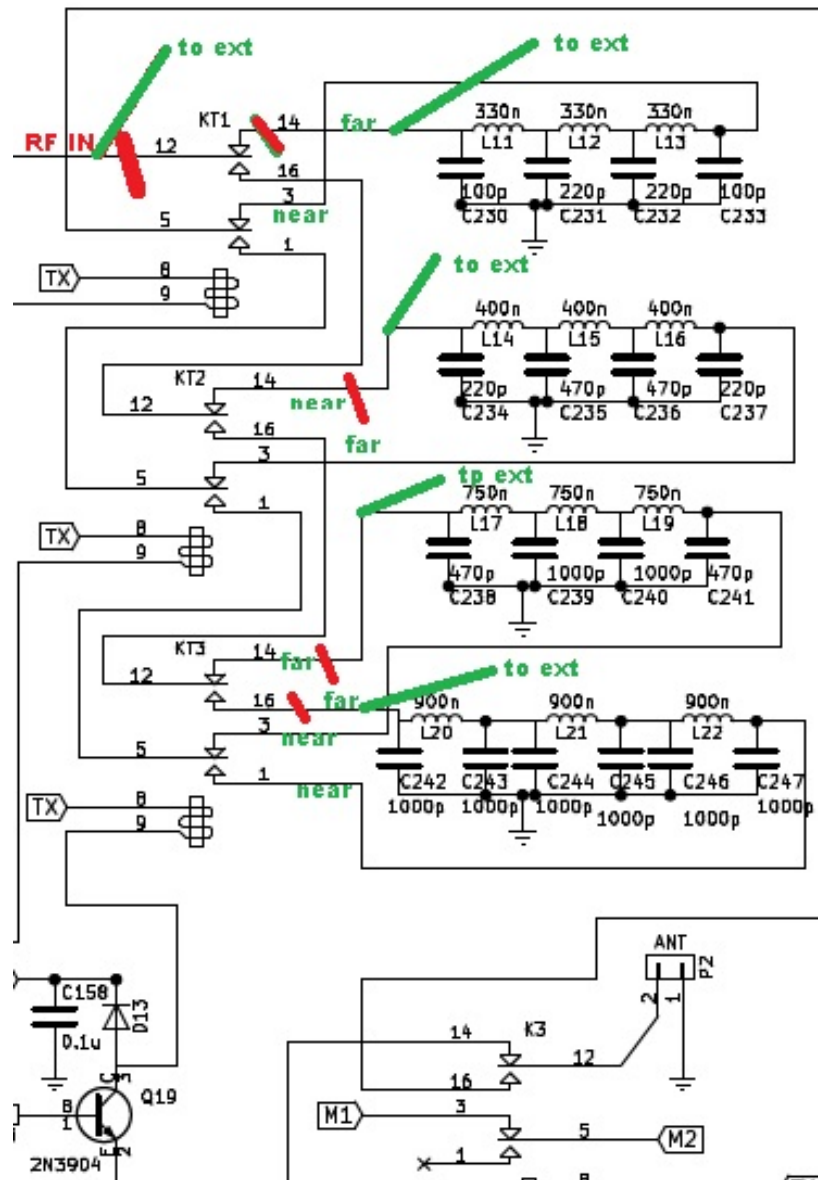 to ext
to ext
RF IN
12
KT1
14
far
330n
330n
330n
L11
L12
L13
16
3
near
5
1
100p
220p
220p
100p
C230
C231
C232
C233
TX
8
9
to ext
400n
400n
400n
L14
L15
L16
KT2
14
near
12
16
far
3
220p
470p
470p
220p
C234
C235
C236
C237
5
1
tp ext
750n
750n
750n
L17
L18
L19
TX
8
9
470p
1000p
1000p
470p
C238
C239
C240
C241
KT3
14
far
12
16
far
to ext
3
near
900n
900n
900n
L20
L21
L22
5
1
near
C242
C243
C244
C245
C246
C247
1000p
1000p
1000p
1000p
1000p
1000p
TX
8
9
ANT
P2
2
1
C158
D13
0.1u
14
K3
12
16
C
3
Q19
B
1
E
2
2N3904
M1
3
5
M2
1
8